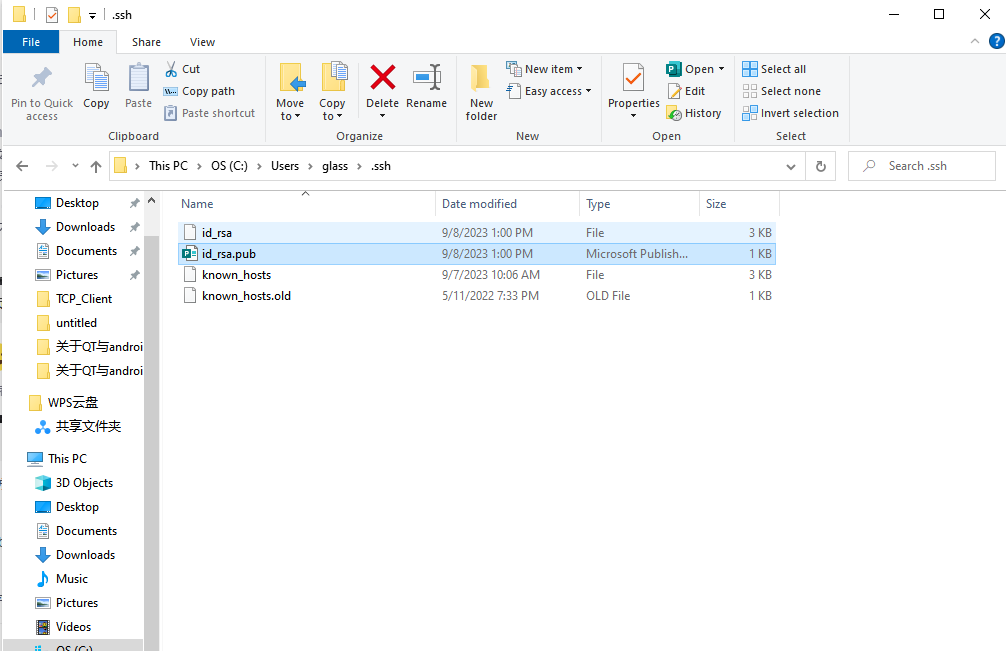 .ssh
File Home Share View
Pin to Quick access
Copy
Paste
Cut
Copy path
Paste shortcut
Move to
Copy to
Delete
Rename
New folder
New item
Easy access
Properties
Open
Edit
History
Select all
Select none
Invert selection
Clipboard Organize New Open Select
This PC OS (C:) Users glass .ssh
Search .ssh
Name Date modified Type Size
id_rsa 9/8/2023 1:00 PM File 3 KB
id_rsa.pub 9/8/2023 1:00 PM Microsoft Publish... 1 KB
known_hosts 9/7/2023 10:06 AM File 3 KB
known_hosts.old 5/11/2022 7:33 PM OLD File 1 KB
Desktop
Downloads
Documents
Pictures
TCP_Client
untitled
关于QT与androi
关于QT与androi
WPS云盘
共享文件夹
This PC
3D Objects
Desktop
Documents
Downloads
Music
Pictures
Videos
OS (C:)